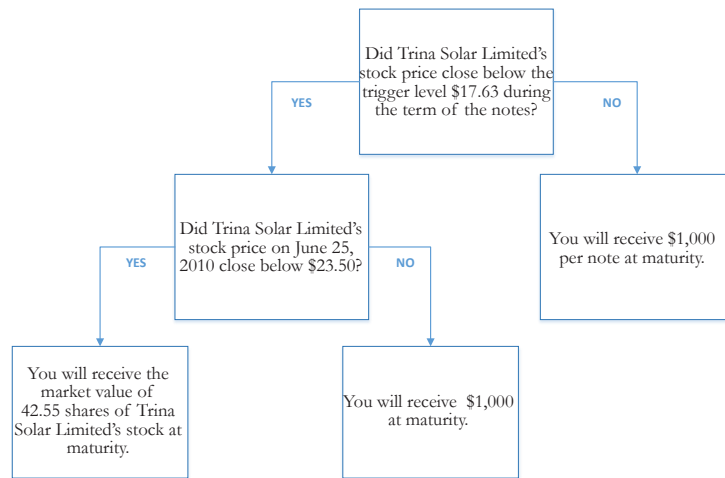 Did Trina Solar Limited's
stock price close below the
trigger level $17.63 during
the term of the notes?
YES
NO
Did Trina Solar Limited's
stock price on June 25,
2010 close below $23.50?
You will receive $1,000
per note at maturity.
YES
NO
You will receive the
market value of
42.55 shares of Trina
Solar Limited's stock at
maturity.
You will receive $1,000
at maturity.